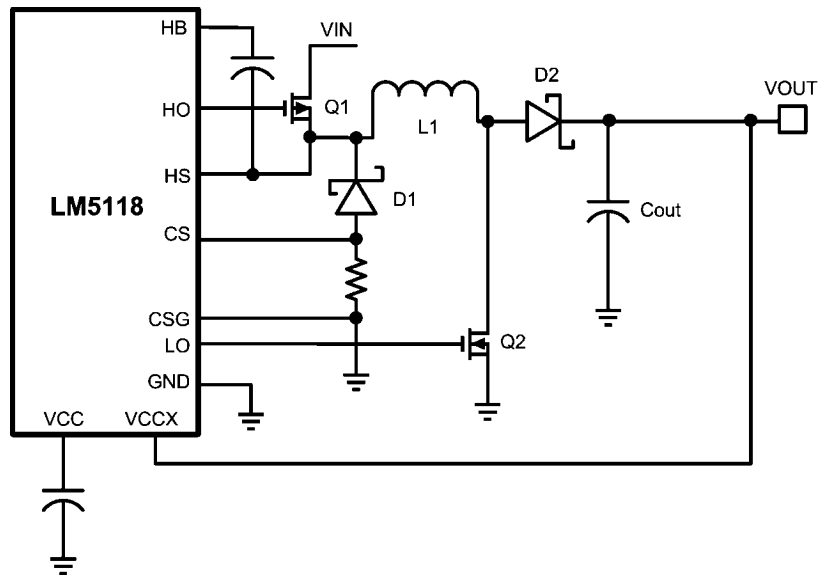 HB
VIN
D2
VOUT
HO
Q1
L1
HS
LM5118
D1
Cout
CS
CSG
LO
Q2
GND
VCC
VCCX